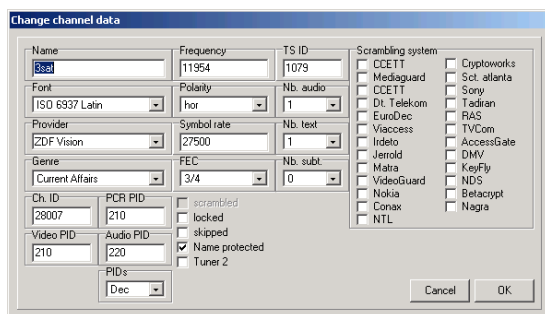 Change channel data
Name
3sat
Frequency
11954
TS ID
1079
Font
ISO 6937 Latin
Polarity
hor
Nb. audio
1
Provider
ZDF Vision
Symbol rate
27500
Nb. text
1
Genre
Current Affairs
FEC
3/4
Nb. subt.
0
Ch. ID
28007
PCR PID
210
Video PID
210
Audio PID
220
PIDs
Dec
scrambled
locked
skipped
Name protected
Tuner 2
Scrambling system
CCETT
Mediaguard
CCETT
Dt. Telekom
EuroDec
Viaccess
Irdeto
Jerrold
Matra
VideoGuard
Nokia
Conax
NTL
Cryptoworks
Sct. atlanta
Sony
Tadiran
RAS
TVCom
AccessGate
DMV
KeyFly
NDS
Betacrypt
Nagra
Cancel
OK